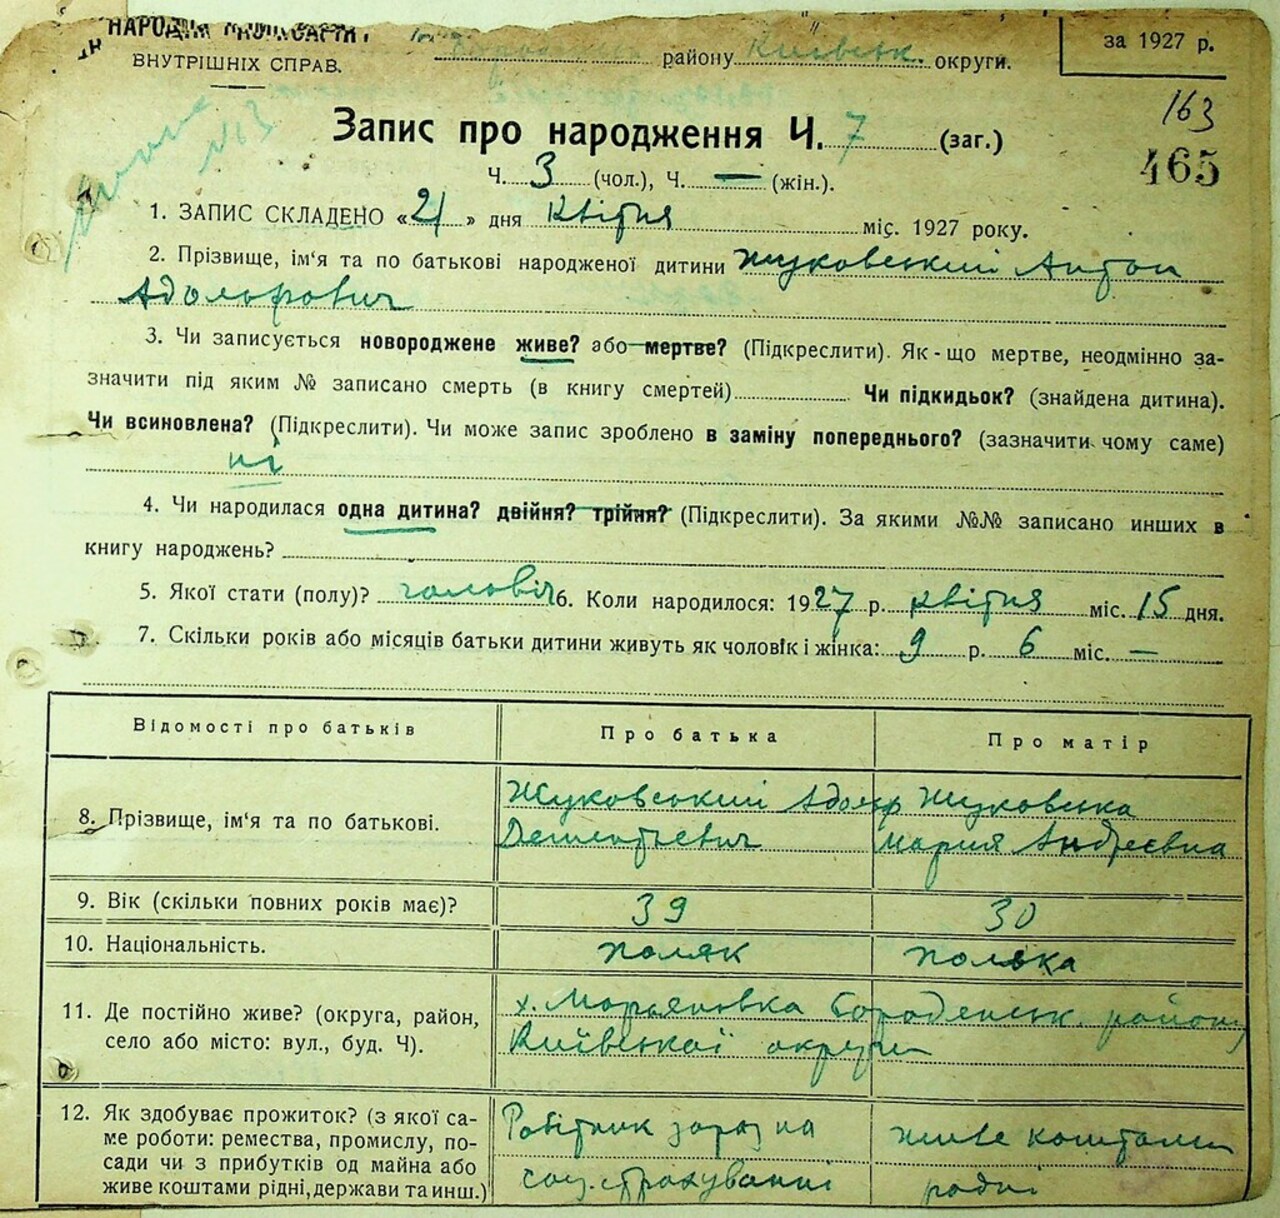 НАРОДНІЙ КОМІСАРІЯТ
ВНУТРІШНІХ СПРАВ.
району Київськ. округи.
за 1927 р.
163
Запис про народження Ч. 7 (заг.)
465
Ч. 3 (чол.), Ч. — (жін.).
1. ЗАПИС СКЛАДЕНО «21» дня Квітня міс. 1927 року.
2. Прізвище, ім'я та по батькові народженої дитини Жуковський Антон
Адольфович
3. Чи записується новороджене живе? або мертве? (Підкреслити). Як-що мертве, неодмінно за-
значити під яким № записано смерть (в книгу смертей) Чи підкидьок? (знайдена дитина).
Чи всиновлена? (Підкреслити). Чи може запис зроблено в заміну попереднього? (зазначити чому саме)
ні
4. Чи народилася одна дитина? двійня? трійня? (Підкреслити). За якими №№ записано инших в
книгу народжень?
5. Якої стати (полу)? чоловіч 6. Коли народилося: 1927 р. квітня міс. 15 дня.
7. Скільки років або місяців батьки дитини живуть як чоловік і жінка: 9 р. 6 міс. —
Відомості про батьків Про батька Про матір
8. Прізвище, ім'я та по батькові.
Жуковський Адольф
Жуковська
Мария Андреєвна
9. Вік (скільки повних років має)? 39 30
10. Національність. поляк полька
11. Де постійно живе? (округа, район,
село або місто: вул., буд. Ч).
х. Марьяновка Бороденськ. району
Київської округи
12. Як здобуває прожиток? (з якої са-
ме роботи: ремества, промислу, по-
сади чи з прибутків од майна або
живе коштами рідні, держави та инш.)
Робітник зараз на
соц. страхуванні
живе коштами
рідні